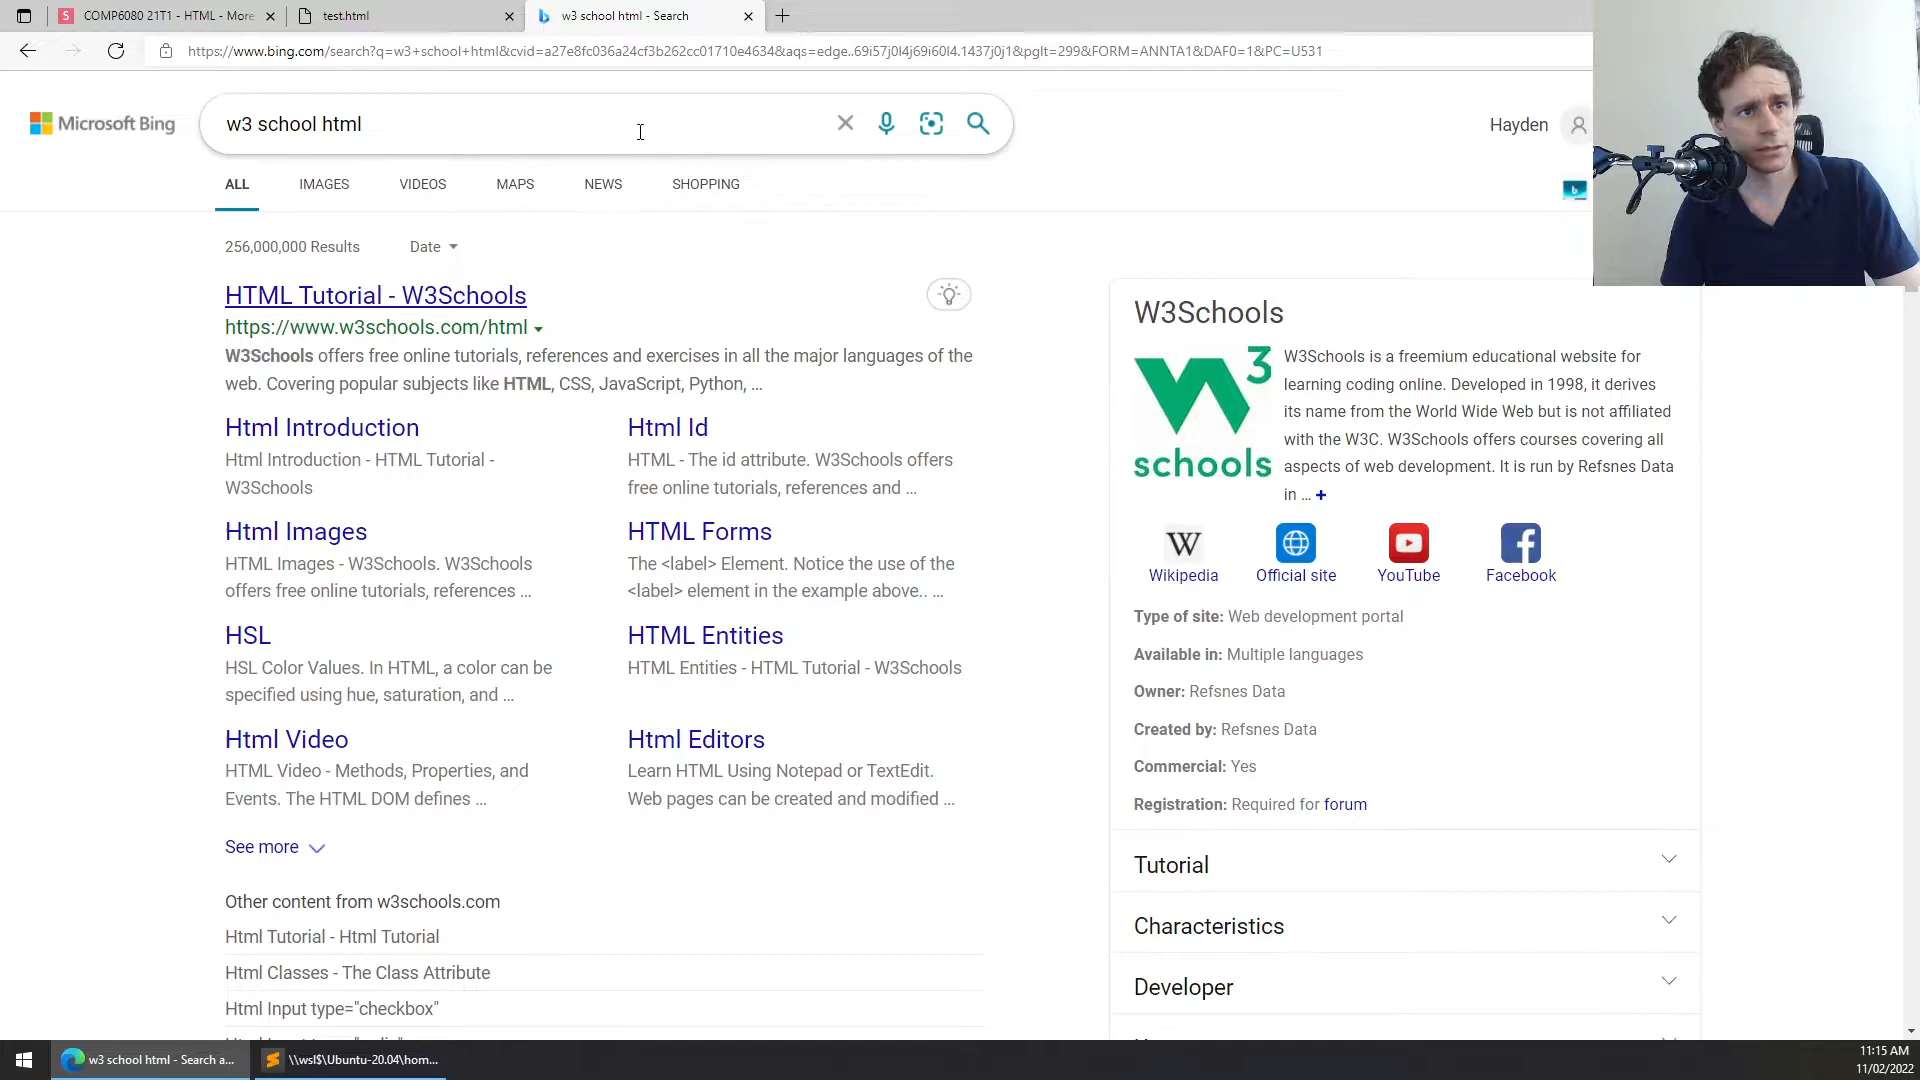 COMP6080 21T1 - HTML - More
test.html
w3 school html - Search
https://www.bing.com/search?q=w3+school+html&cvid=a27e8fc036a24cf3b262cc01710e4634&aqs=edge..69i57j0l4j69i60l4.1437j0j1&pglt=299&FORM=ANNTA1&DAF0=1&PC=U531
Microsoft Bing
w3 school html
Hayden
ALL IMAGES VIDEOS MAPS NEWS SHOPPING
256,000,000 Results Date
HTML Tutorial - W3Schools
https://www.w3schools.com/html
W3Schools offers free online tutorials, references and exercises in all the major languages of the
web. Covering popular subjects like HTML, CSS, JavaScript, Python, ...
Html Introduction
Html Introduction - HTML Tutorial -
W3Schools
Html Id
HTML - The id attribute. W3Schools offers
free online tutorials, references and ...
Html Images
HTML Images - W3Schools. W3Schools
offers free online tutorials, references ...
HTML Forms
The <label> Element. Notice the use of the
<label> element in the example above.. ...
HSL
HSL Color Values. In HTML, a color can be
specified using hue, saturation, and ...
HTML Entities
HTML Entities - HTML Tutorial - W3Schools
Html Video
HTML Video - Methods, Properties, and
Events. The HTML DOM defines ...
Html Editors
Learn HTML Using Notepad or TextEdit.
Web pages can be created and modified ...
See more
Other content from w3schools.com
Html Tutorial - Html Tutorial
Html Classes - The Class Attribute
Html Input type="checkbox"
W3Schools
W3 schools
W3Schools is a freemium educational website for
learning coding online. Developed in 1998, it derives
its name from the World Wide Web but is not affiliated
with the W3C. W3Schools offers courses covering all
aspects of web development. It is run by Refsnes Data
in ... +
Wikipedia Official site YouTube Facebook
Type of site: Web development portal
Available in: Multiple languages
Owner: Refsnes Data
Created by: Refsnes Data
Commercial: Yes
Registration: Required for forum
Tutorial
Characteristics
Developer
w3 school html - Search a...
\\wsl$\Ubuntu-20.04\hom...
11:15 AM
11/02/2022